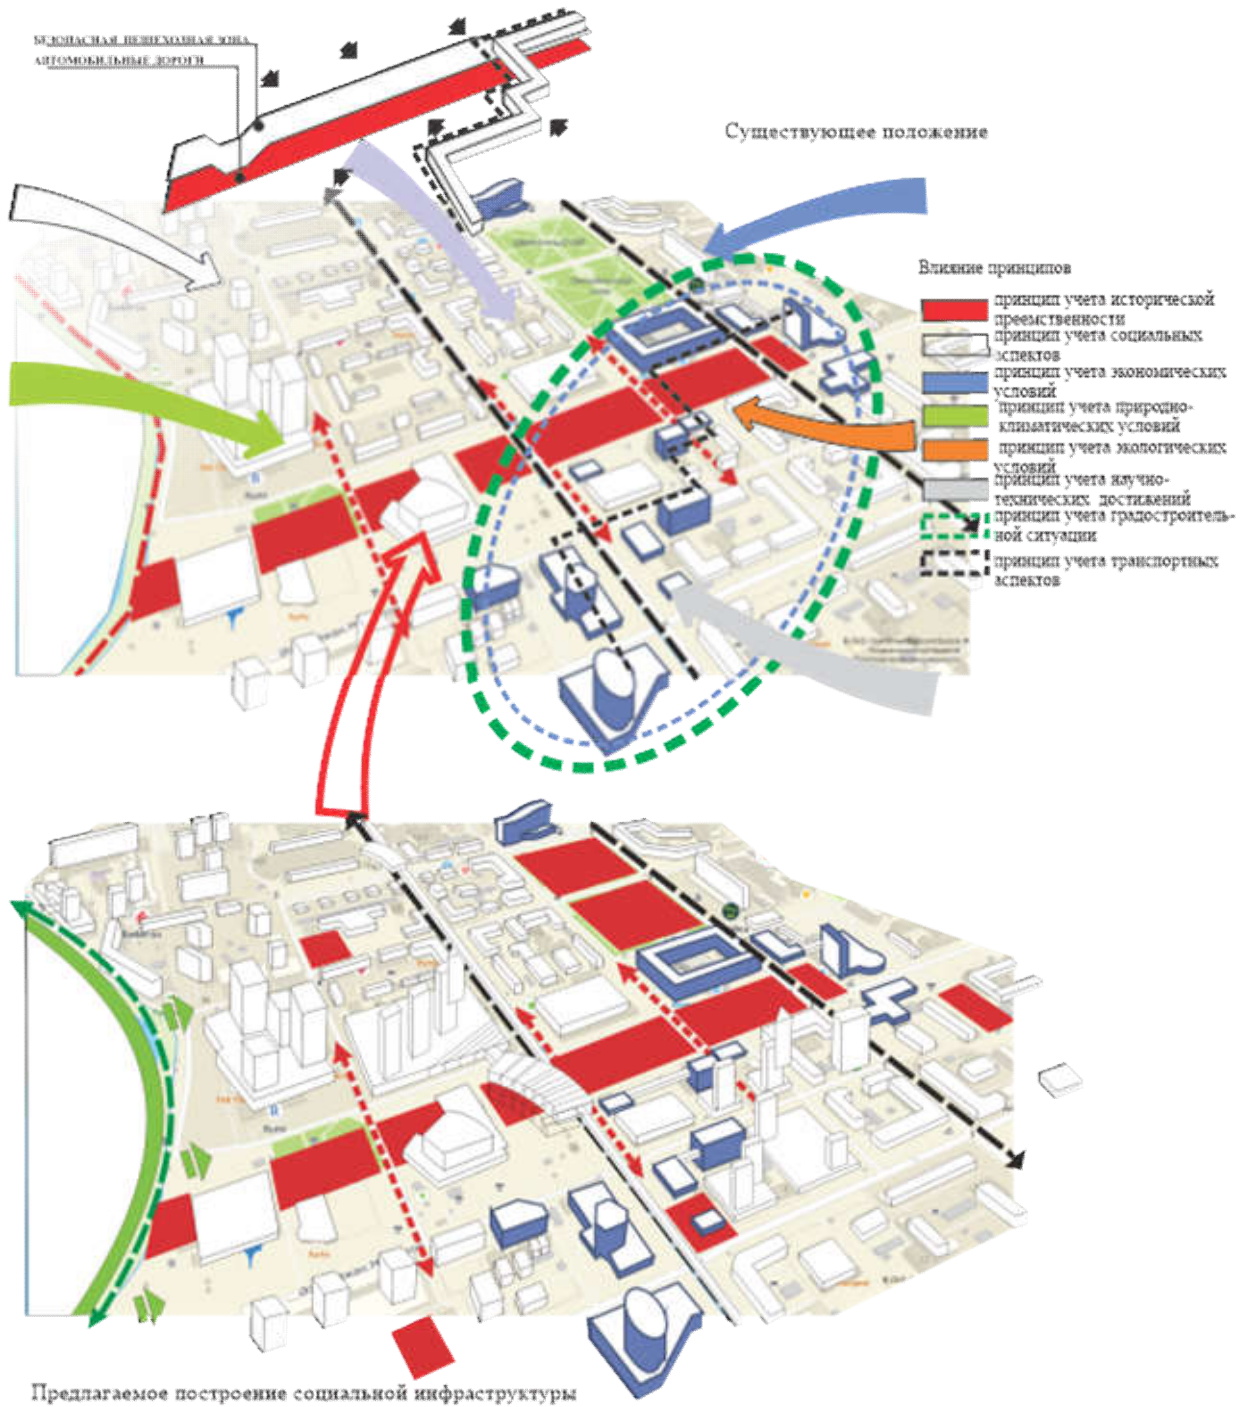 БЕЗОПАСНАЯ ПЕШЕХОДНАЯ ЗОНА
АВТОМОБИЛЬНЫЕ ДОРОГИ
Существующее положение
Влияние принципов
принцип учета исторической
преемственности
принцип учета социальных
аспектов
принцип учета экономических
условий
принцип учета природно-
климатических условий
принцип учета экологических
условий
принцип учета научно-
технических достижений
принцип учета градостроитель-
ной ситуации
принцип учета транспортных
аспектов
Предлагаемое построение социальной инфраструктуры